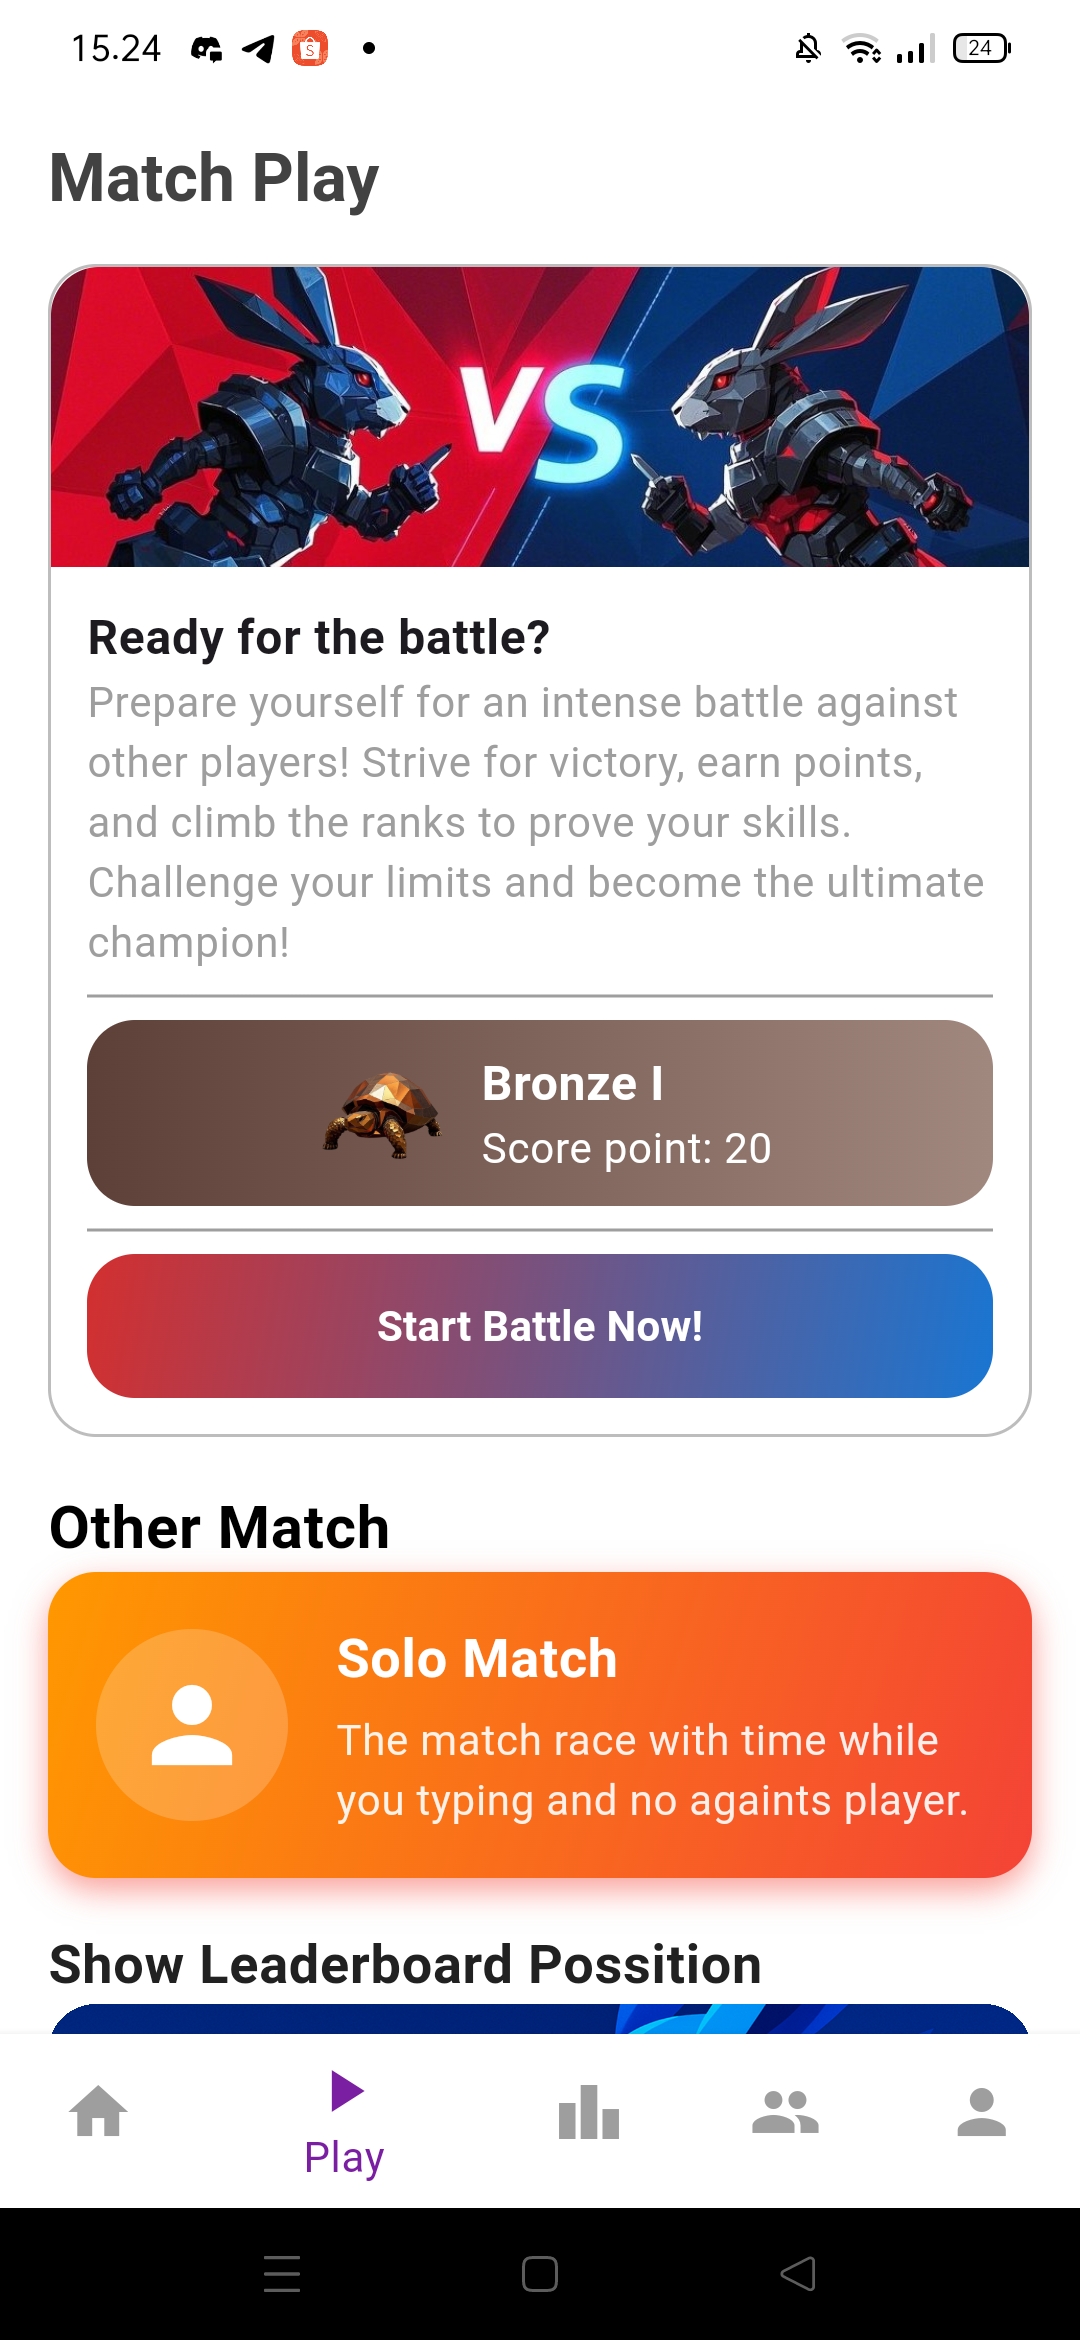 15.24
24
Match Play
VS
Ready for the battle?
Prepare yourself for an intense battle against
other players! Strive for victory, earn points,
and climb the ranks to prove your skills.
Challenge your limits and become the ultimate
champion!
Bronze I
Score point: 20
Start Battle Now!
Other Match
Solo Match
The match race with time while
you typing and no againts player.
Show Leaderboard Possition
Play